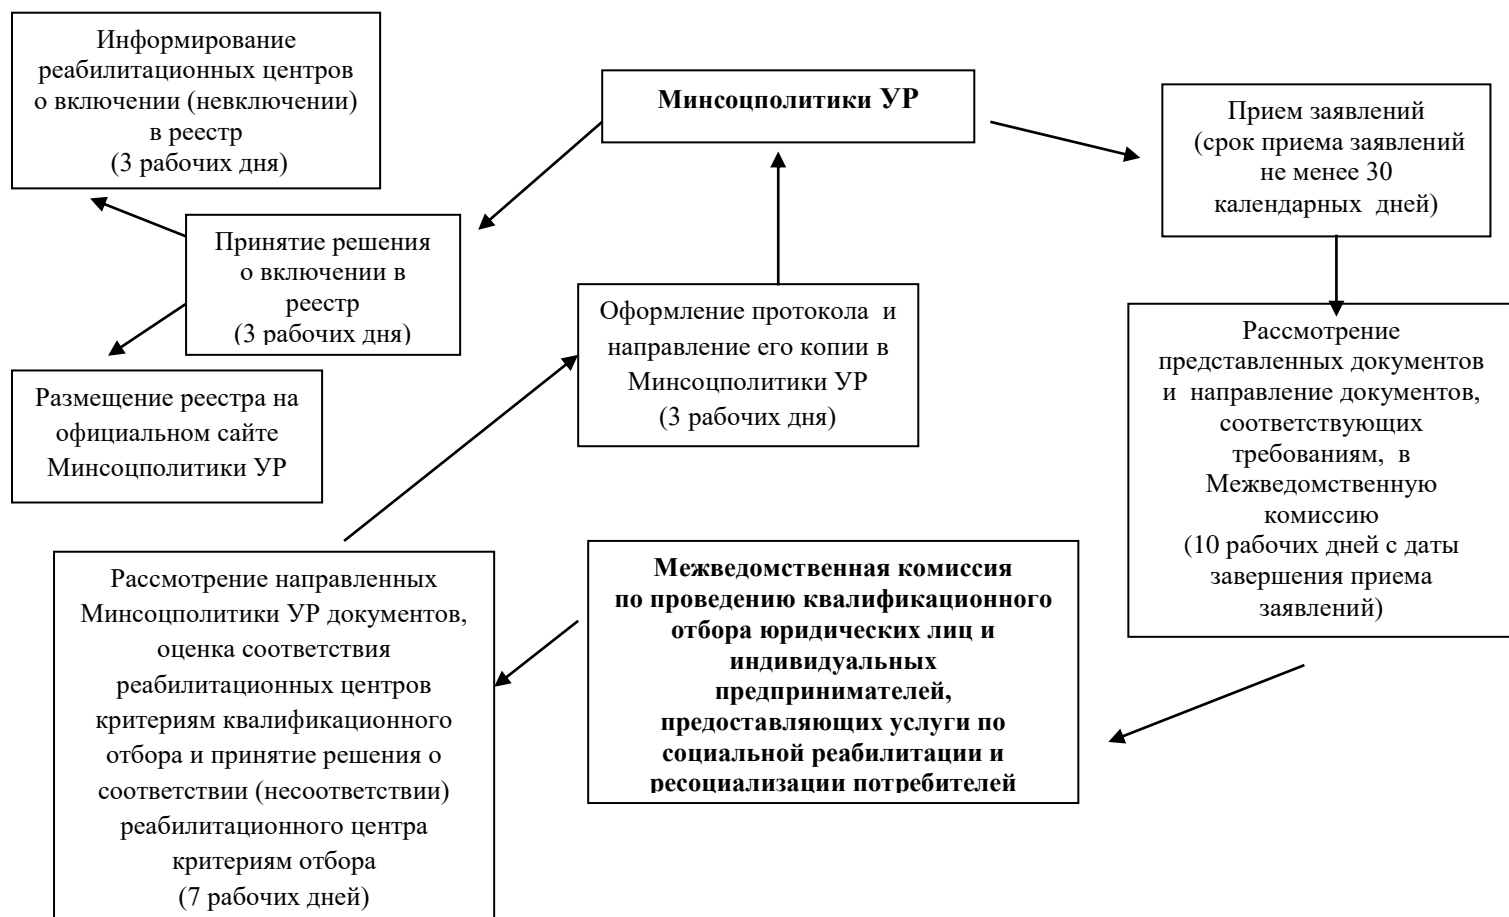 Информирование
реабилитационных центров
о включении (невключении)
в реестр
(3 рабочих дня)
Минсоцполитики УР
Прием заявлений
(срок приема заявлений
не менее 30
календарных дней)
Принятие решения
о включении в
реестр
(3 рабочих дня)
Оформление протокола и
направление его копии в
Минсоцполитики УР
(3 рабочих дня)
Рассмотрение
представленных документов
и направление документов,
соответствующих
требованиям, в
Межведомственную
комиссию
(10 рабочих дней с даты
завершения приема
заявлений)
Размещение реестра на
официальном сайте
Минсоцполитики УР
Рассмотрение направленных
Минсоцполитики УР документов,
оценка соответствия
реабилитационных центров
критериям квалификационного
отбора и принятие решения о
соответствии (несоответствии)
реабилитационного центра
критериям отбора
(7 рабочих дней)
Межведомственная комиссия
по проведению квалификационного
отбора юридических лиц и
индивидуальных
предпринимателей,
предоставляющих услуги по
социальной реабилитации и
ресоциализации потребителей